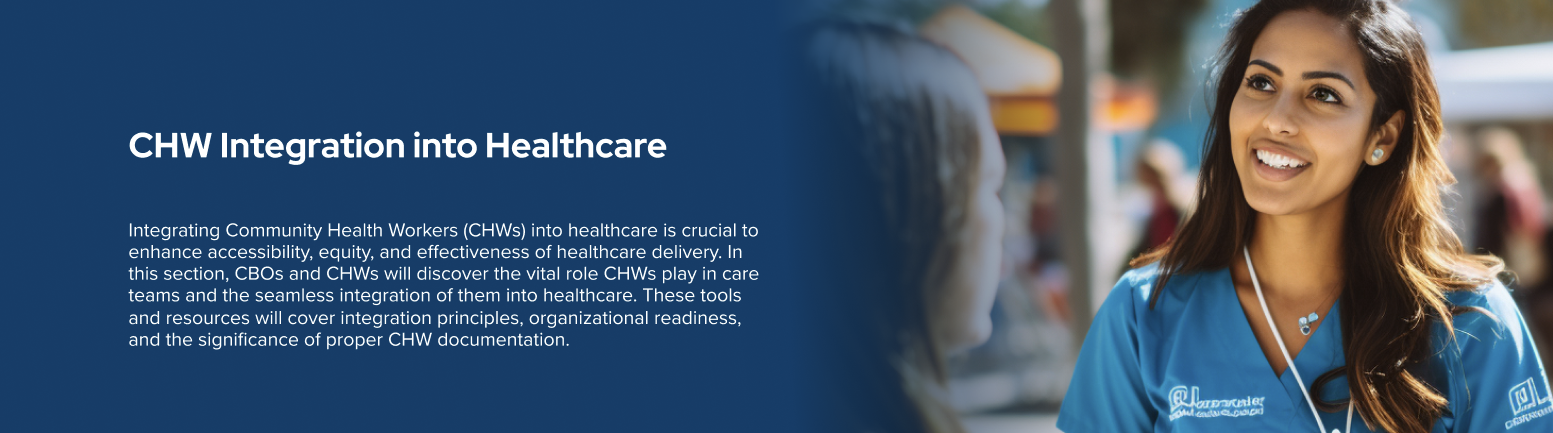 CHW Integration into Healthcare
Integrating Community Health Workers (CHWs) into healthcare is crucial to
enhance accessibility, equity, and effectiveness of healthcare delivery. In
this section, CBOs and CHWs will discover the vital role CHWs play in care
teams and the seamless integration of them into healthcare. These tools
and resources will cover integration principles, organizational readiness,
and the significance of proper CHW documentation.